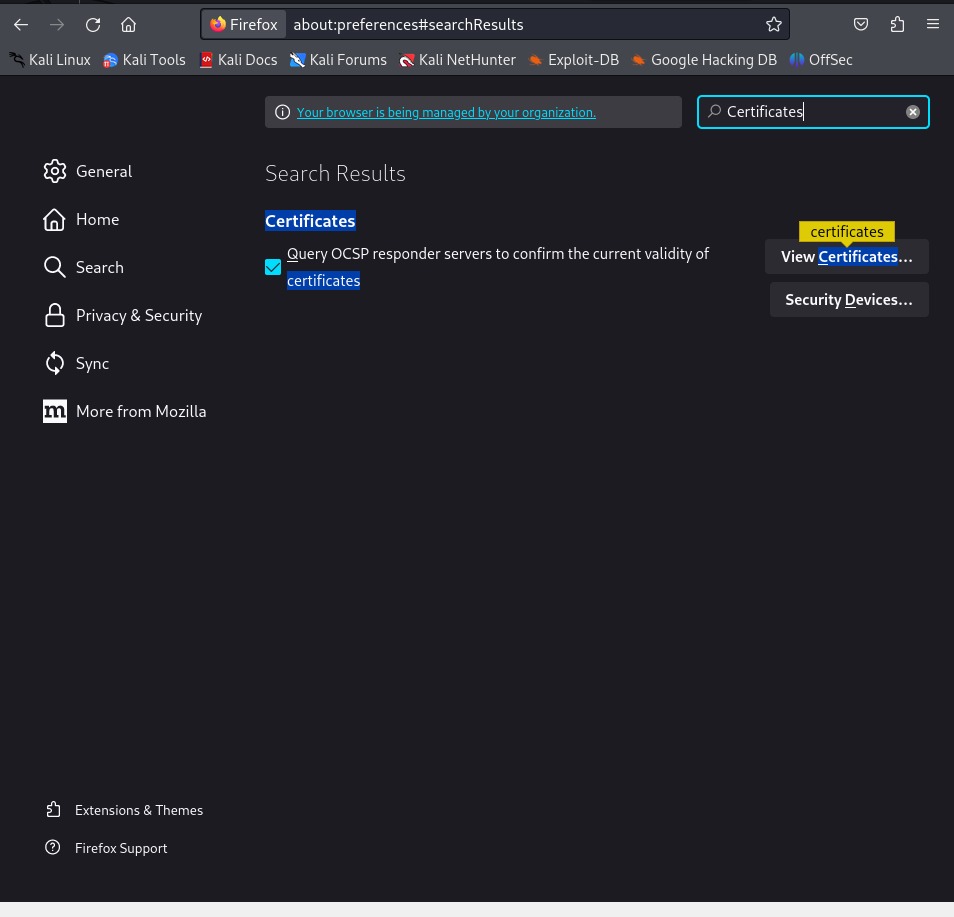 Firefox about:preferences#searchResults
Kali Linux Kali Tools Kali Docs Kali Forums Kali NetHunter Exploit-DB Google Hacking DB OffSec
Your browser is being managed by your organization.
Certificates
General
Home
Search
Privacy & Security
Sync
m More from Mozilla
Search Results
Certificates
Query OCSP responder servers to confirm the current validity of
certificates
certificates
View Certificates...
Security Devices...
Extensions & Themes
Firefox Support